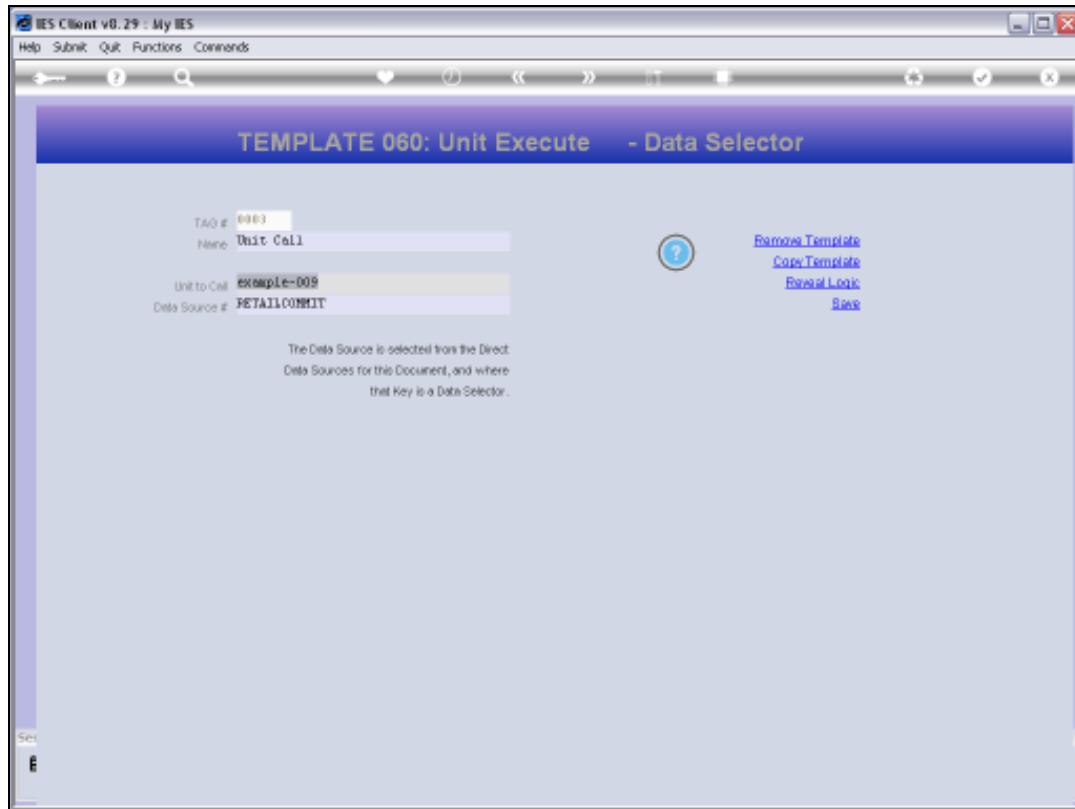 IES Client v8.29 : My IES
Help Submit Quit Functions Commands
TEMPLATE 060: Unit Execute - Data Selector
TAG # 0003
Name Unit Call
Unit to Call example-009
Data Source # RETAILCOMMIT
The Data Source is selected from the Direct
Data Sources for this Document, and where
that Key is a Data Selector.
Remove Template
Copy Template
Reveal Logic
Save